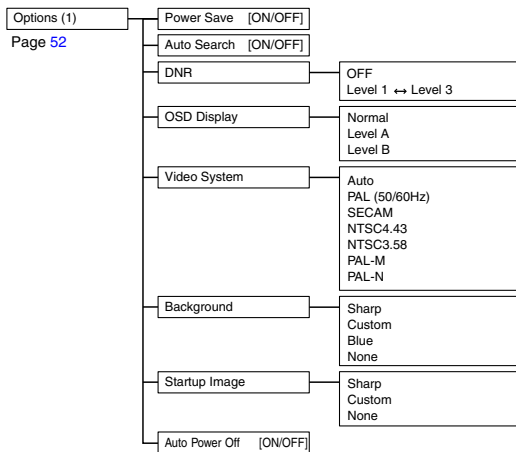 Options (1)
Page 52
Power Save [ON/OFF]
Auto Search [ON/OFF]
DNR
OFF
Level 1 ↔ Level 3
OSD Display
Normal
Level A
Level B
Video System
Auto
PAL (50/60Hz)
SECAM
NTSC4.43
NTSC3.58
PAL-M
PAL-N
Background
Sharp
Custom
Blue
None
Startup Image
Sharp
Custom
None
Auto Power Off [ON/OFF]